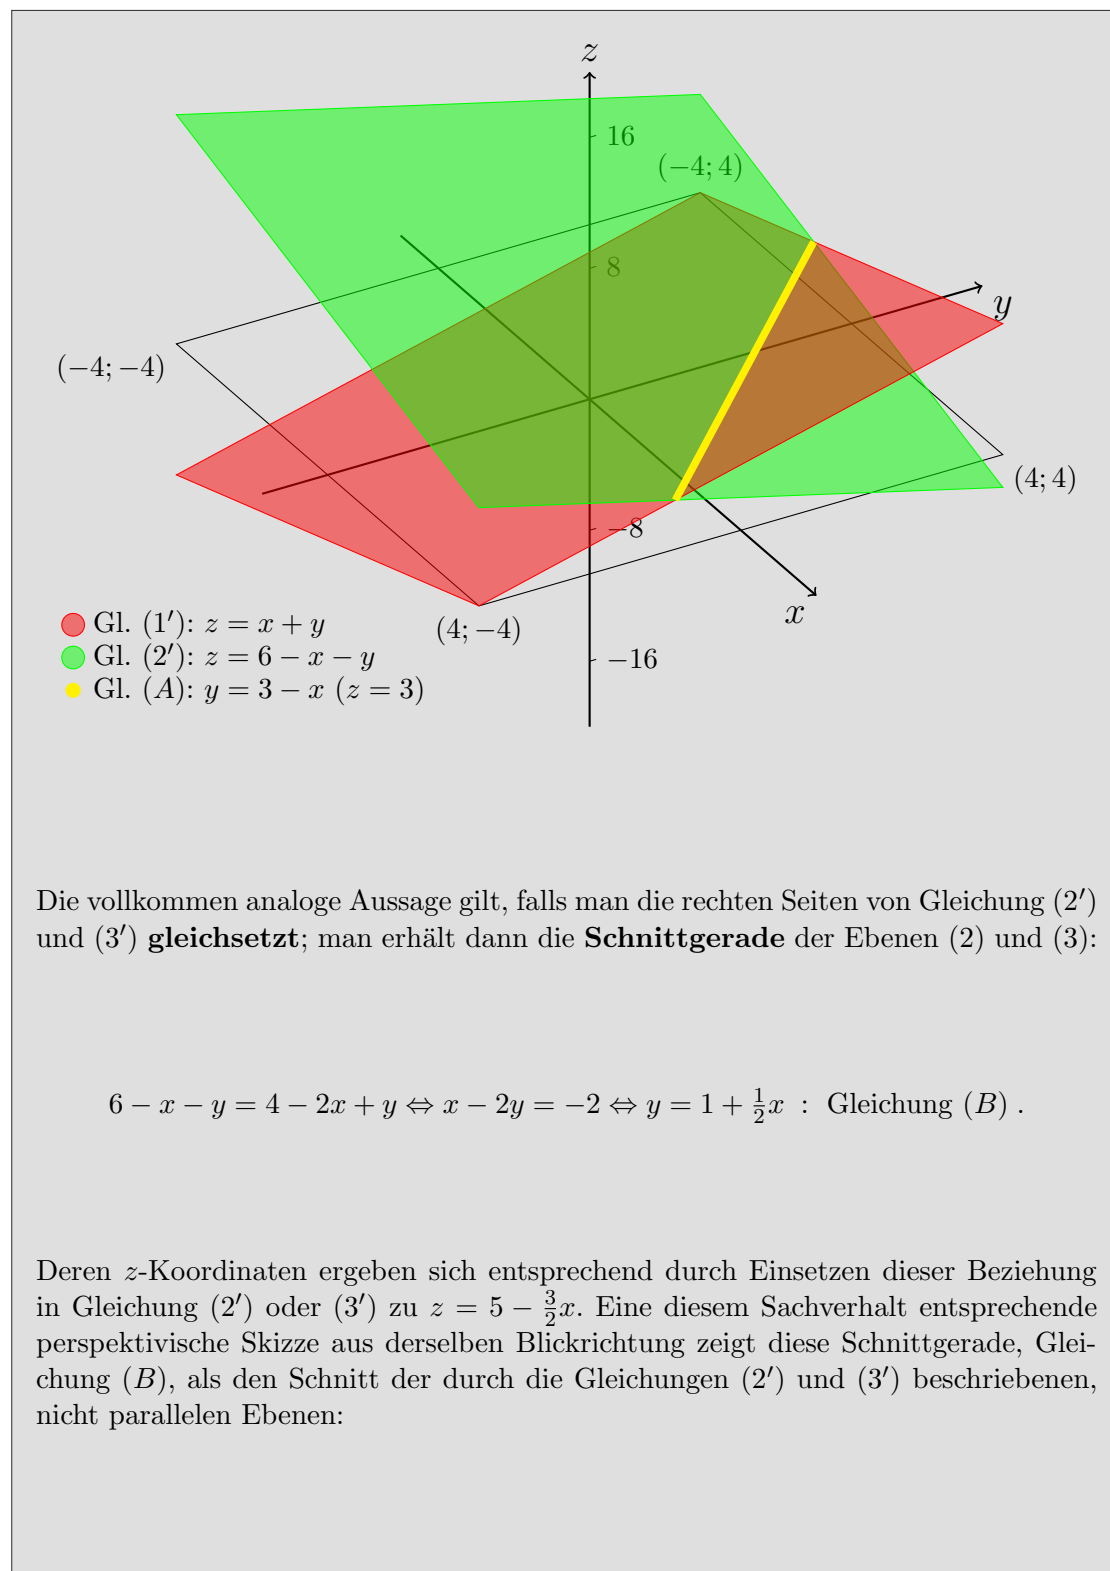 z
16
(−4; 4)
8
y
(−4; −4)
(4; 4)
−8
x
(4; −4)
−16
Gl. (1′): z = x + y
Gl. (2′): z = 6 − x − y
Gl. (A): y = 3 − x (z = 3)
Die vollkommen analoge Aussage gilt, falls man die rechten Seiten von Gleichung (2′)
und (3′) gleichsetzt; man erhält dann die Schnittgerade der Ebenen (2) und (3):
6 − x − y = 4 − 2x + y ⇔ x − 2y = −2 ⇔ y = 1 + ½x : Gleichung (B) .
Deren z-Koordinaten ergeben sich entsprechend durch Einsetzen dieser Beziehung
in Gleichung (2′) oder (3′) zu z = 5 − 3/2x. Eine diesem Sachverhalt entsprechende
perspektivische Skizze aus derselben Blickrichtung zeigt diese Schnittgerade, Glei-
chung (B), als den Schnitt der durch die Gleichungen (2′) und (3′) beschriebenen,
nicht parallelen Ebenen: